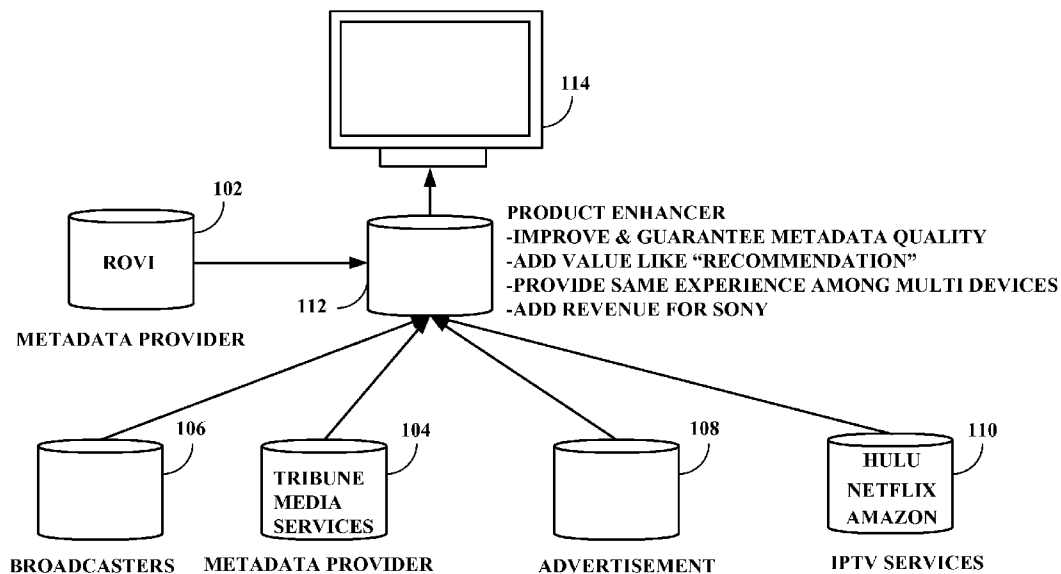 114
102
ROVI
METADATA PROVIDER
112
PRODUCT ENHANCER
-IMPROVE & GUARANTEE METADATA QUALITY
-ADD VALUE LIKE “RECOMMENDATION”
-PROVIDE SAME EXPERIENCE AMONG MULTI DEVICES
-ADD REVENUE FOR SONY
106
BROADCASTERS
104
TRIBUNE
MEDIA
SERVICES
METADATA PROVIDER
108
ADVERTISEMENT
110
HULU
NETFLIX
AMAZON
IPTV SERVICES